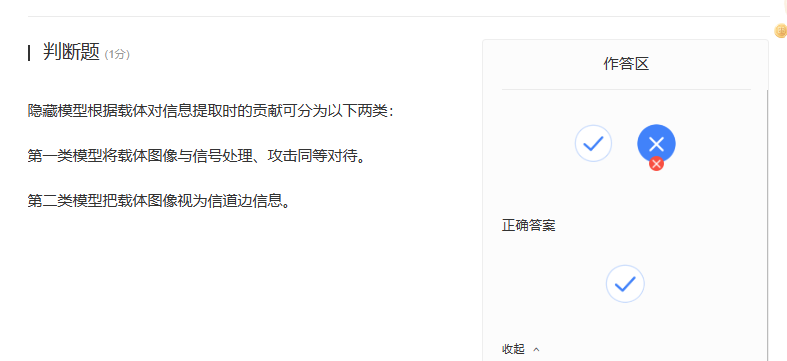 判断题 (1分)
隐藏模型根据载体对信息提取时的贡献可分为以下两类：
第一类模型将载体图像与信号处理、攻击同等对待。
第二类模型把载体图像视为信道边信息。
作答区
正确答案
收起